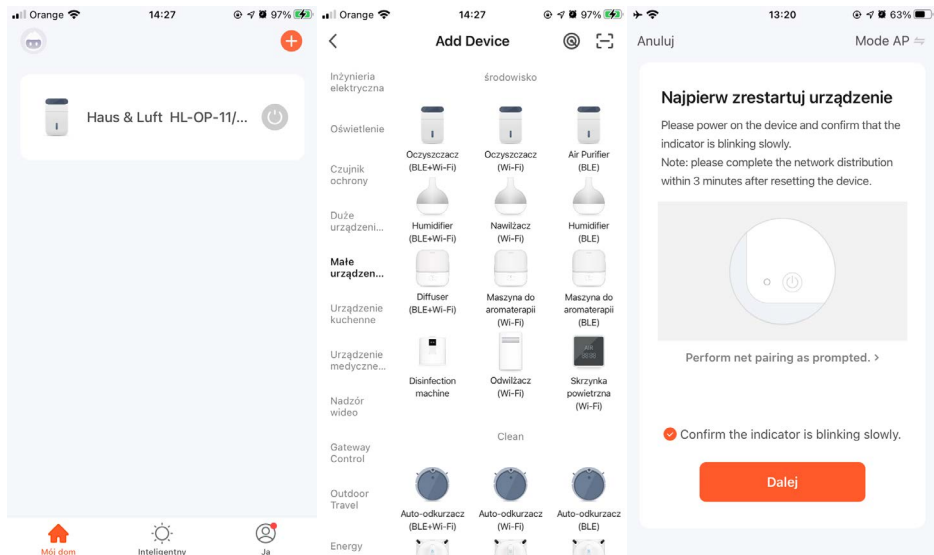 Orange
14:27
97%
Haus & Luft HL-OP-11/...
Mój dom
Inteligentny
Ja
Orange
14:27
97%
Add Device
Inżynieria
elektryczna
Oświetlenie
Czujnik
ochrony
Duże
urządzeni...
Małe
urządzen...
Urządzenie
kuchenne
Urządzenie
medyczne...
Nadzór
wideo
Gateway
Control
Outdoor
Travel
Energy
środowisko
Oczyszczacz
(BLE+Wi-Fi)
Oczyszczacz
(Wi-Fi)
Air Purifier
(BLE)
Humidifier
(BLE+Wi-Fi)
Nawilżacz
(Wi-Fi)
Humidifier
(BLE)
Diffuser
(BLE+Wi-Fi)
Maszyna do
aromaterapii
(Wi-Fi)
Maszyna do
aromaterapii
(BLE)
Disinfection
machine
Odwilżacz
(Wi-Fi)
Skrzynka
powietrzna
(Wi-Fi)
Clean
Auto-odkurzacz
(BLE+Wi-Fi)
Auto-odkurzacz
(Wi-Fi)
Auto-odkurzacz
(BLE)
13:20
63%
Anuluj
Mode AP
Najpierw zrestartuj urządzenie
Please power on the device and confirm that the
indicator is blinking slowly.
Note: please complete the network distribution
within 3 minutes after resetting the device.
Perform net pairing as prompted. >
Confirm the indicator is blinking slowly.
Dalej